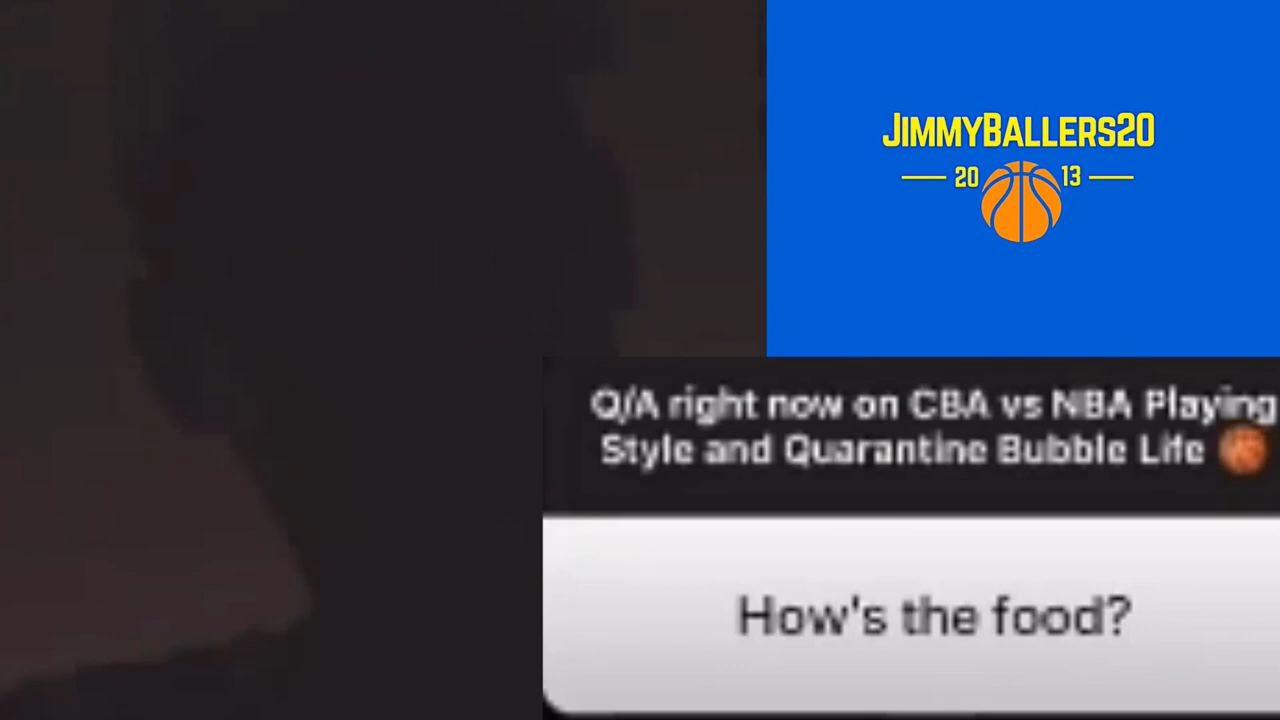 JIMMYBALLERS20
20 13
Q/A right now on CBA vs NBA Playing
Style and Quarantine Bubble Life
How's the food?